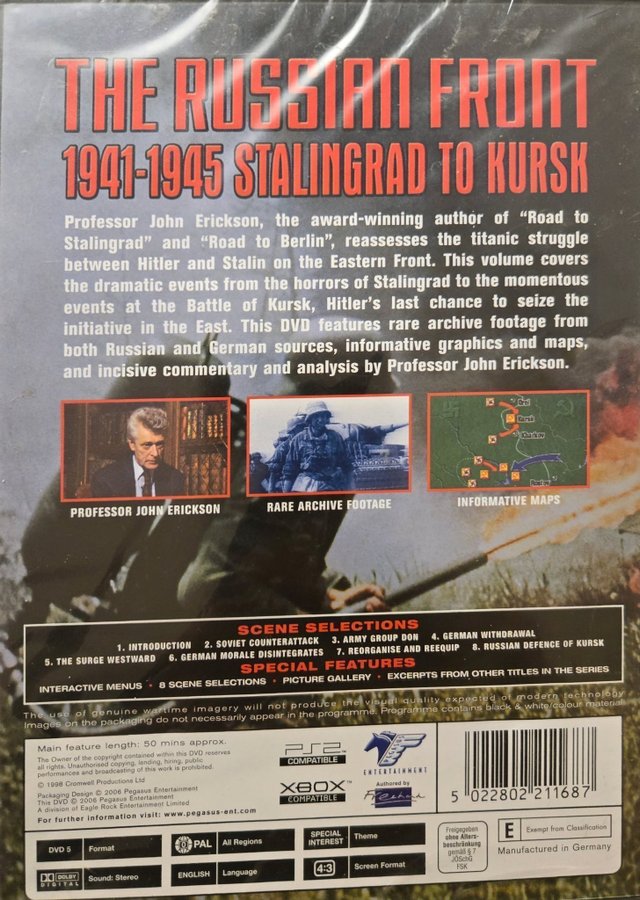 THE RUSSIAN FRONT
1941-1945 STALINGRAD TO KURSK
Professor John Erickson, the award-winning author of "Road to
Stalingrad" and "Road to Berlin", reassesses the titanic struggle
between Hitler and Stalin on the Eastern Front. This volume covers
the dramatic events from the horrors of Stalingrad to the momentous
events at the Battle of Kursk, Hitler's last chance to seize the
initiative in the East. This DVD features rare archive footage from
both Russian and German sources, informative graphics and maps,
and incisive commentary and analysis by Professor John Erickson.
Orel
Kursk
Kharkov
Rostov
PROFESSOR JOHN ERICKSON
RARE ARCHIVE FOOTAGE
INFORMATIVE MAPS
SCENE SELECTIONS
1. INTRODUCTION 2. SOVIET COUNTERATTACK 3. ARMY GROUP DON 4. GERMAN WITHDRAWAL
5. THE SURGE WESTWARD 6. GERMAN MORALE DISINTEGRATES 7. REORGANISE AND REEQUIP 8. RUSSIAN DEFENCE OF KURSK
SPECIAL FEATURES
INTERACTIVE MENUS • 8 SCENE SELECTIONS • PICTURE GALLERY • EXCERPTS FROM OTHER TITLES IN THE SERIES
The use of genuine wartime imagery will not produce the visual quality expected of modern technology
Images on the packaging do not necessarily appear in the programme. Programme contains black & white/colour material
Main feature length: 50 mins approx.
The Owner of the copyright contained within this DVD reserves
all rights. Unauthorised copying, lending, hiring, public
performances and broadcasting of this work is prohibited.
© 1998 Cromwell Productions Ltd
Packaging Design © 2006 Pegasus Entertainment
This DVD © 2006 Pegasus Entertainment
A division of Eagle Rock Entertainment Limited
For further information visit: www.pegasus-ent.com
PS2
COMPATIBLE
XBOX
COMPATIBLE
ENTERTAINMENT
Authored by
5 022802 211687
DVD 5 Format
PAL All Regions
SPECIAL INTEREST Theme
DOLBY DIGITAL Sound: Stereo
ENGLISH Language
4:3 Screen Format
Freigegeben
ohne Alters-
beschränkung
gemäß § 7
JÖSchG
FSK
E Exempt from Classification
Manufactured in Germany